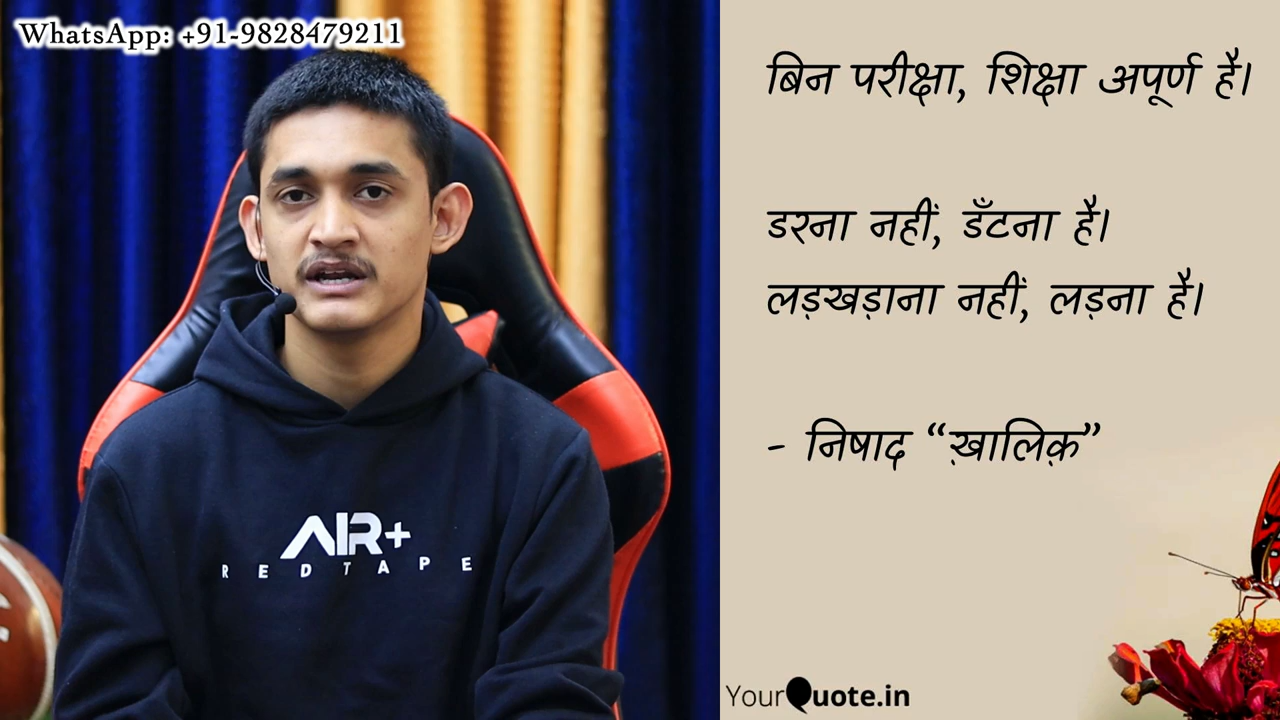 WhatsApp: +91-9828479211
AIR+
REDTAPE
बिन परीक्षा, शिक्षा अपूर्ण है।
डरना नहीं, डँटना है।
लड़खड़ाना नहीं, लड़ना है।
- निषाद “ख़ालिक़”
YourQuote.in